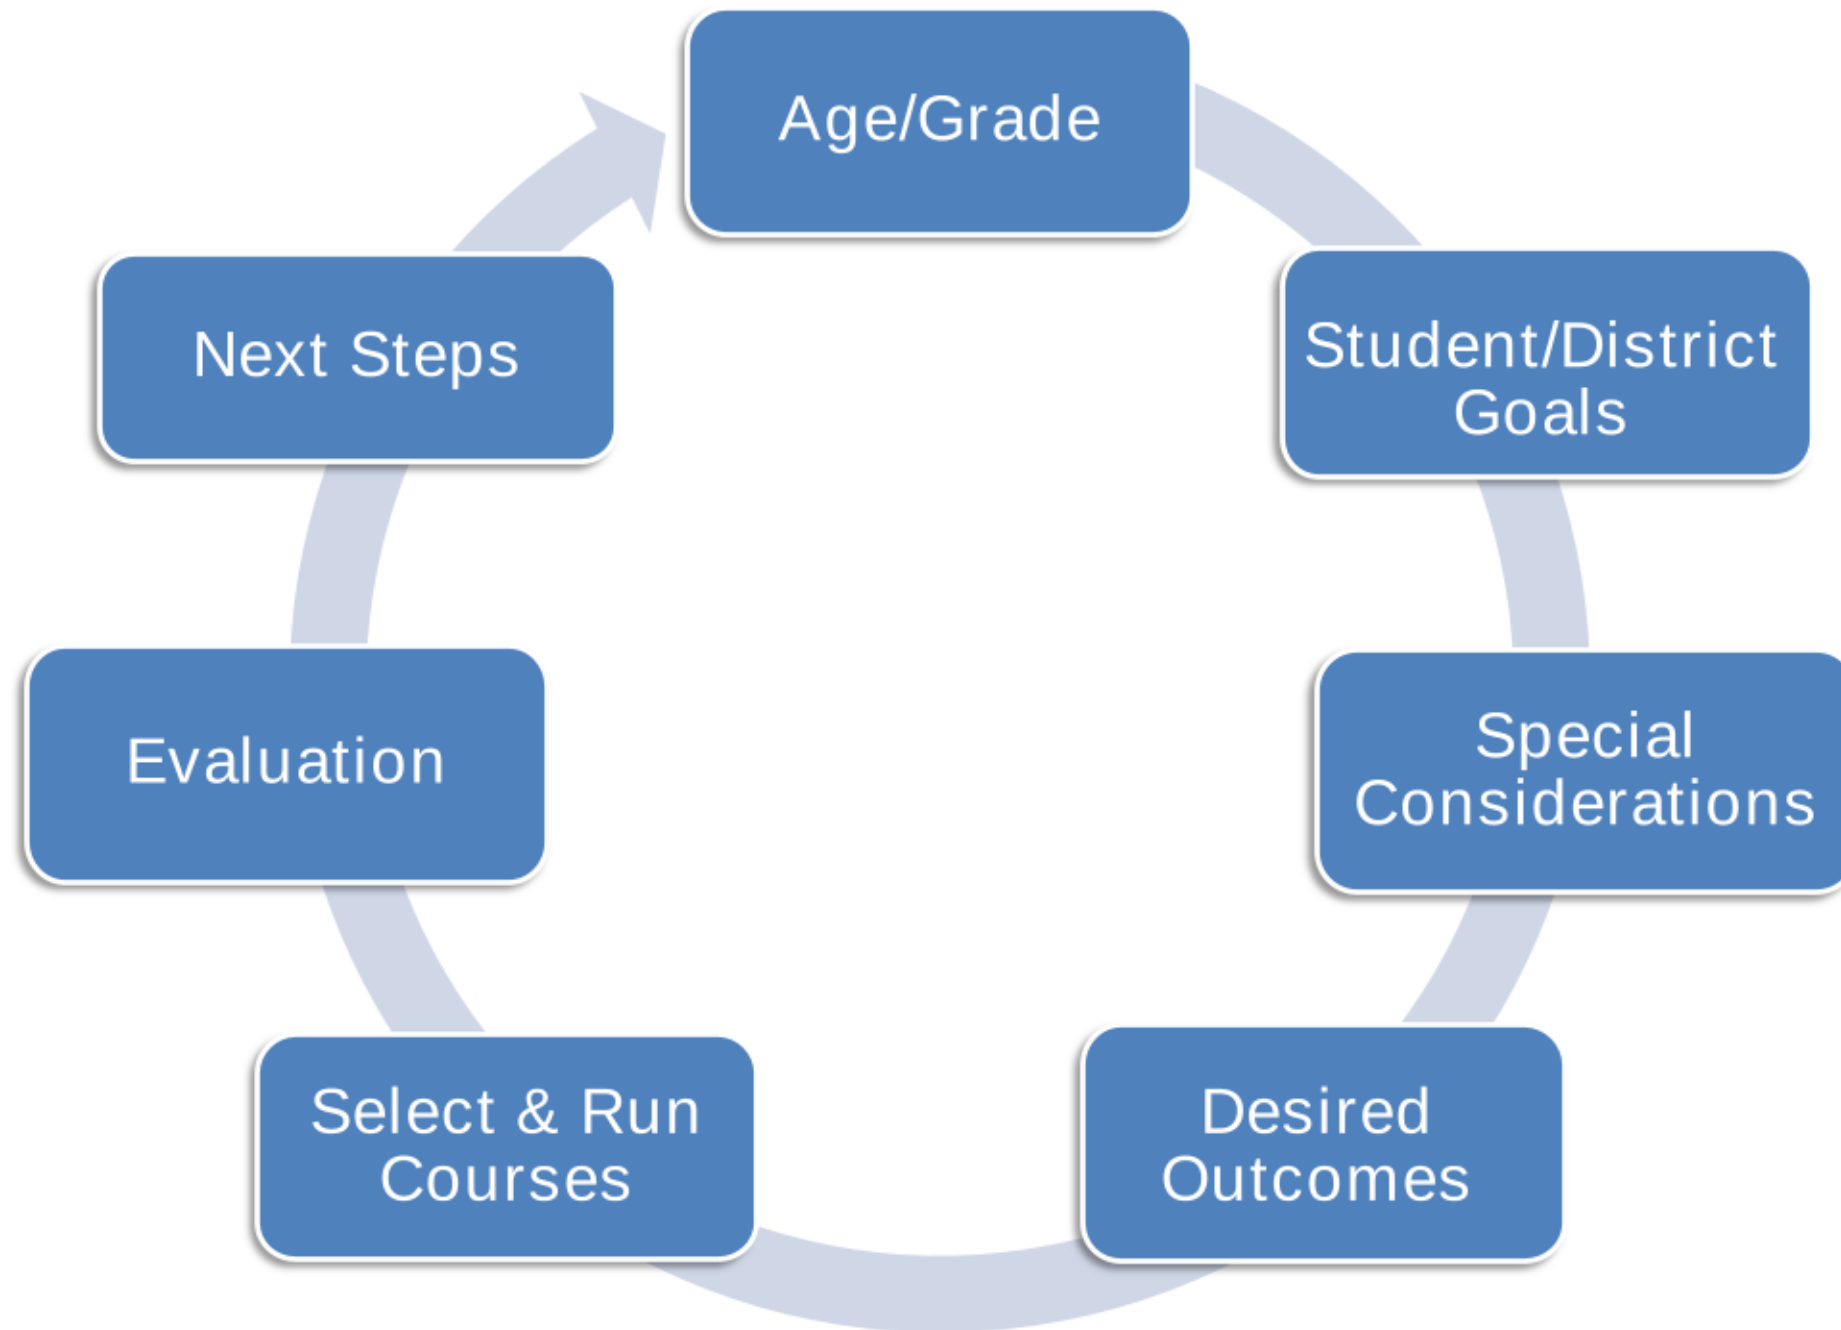 Age/Grade
Student/District
Goals
Special
Considerations
Desired
Outcomes
Select & Run
Courses
Evaluation
Next Steps